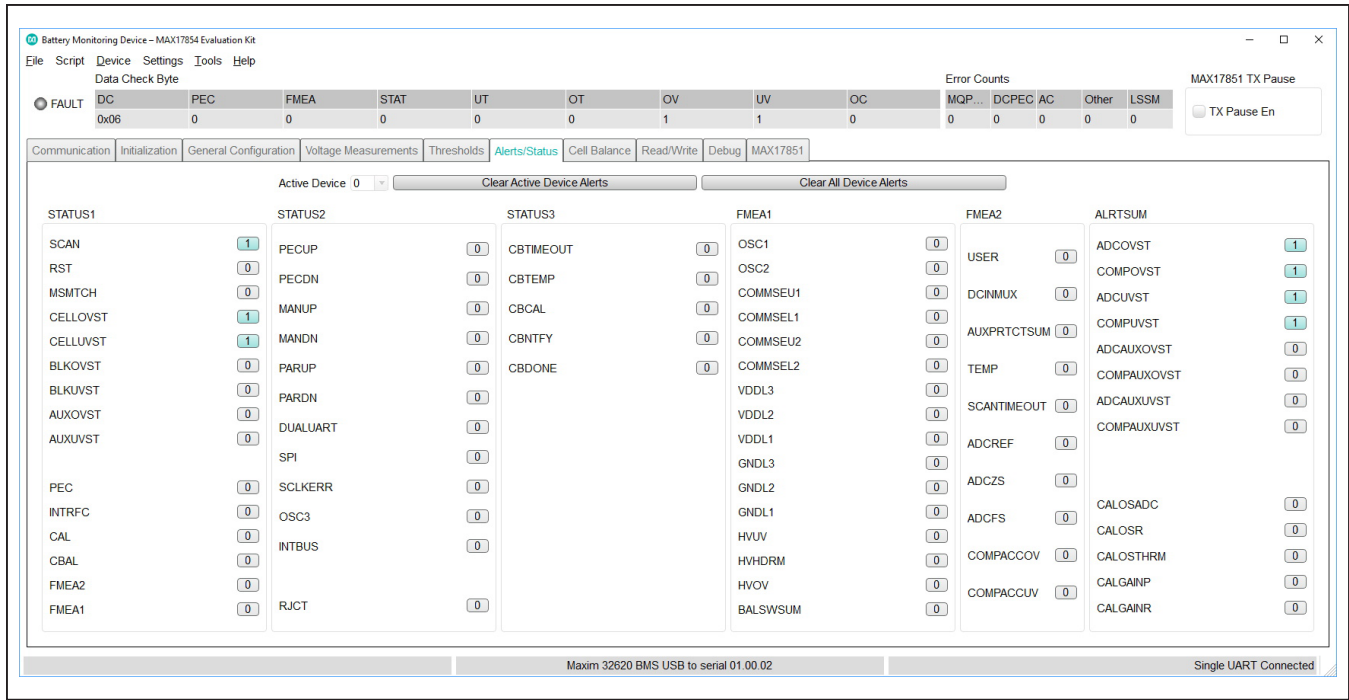 Battery Monitoring Device – MAX17854 Evaluation Kit
File Script Device Settings Tools Help
Data Check Byte
Error Counts
MAX17851 TX Pause
FAULT
DC PEC FMEA STAT UT OT OV UV OC
0x06 0 0 0 0 0 1 1 0
MQP... DCPEC AC Other LSSM
0 0 0 0 0
TX Pause En
Communication Initialization General Configuration Voltage Measurements Thresholds Alerts/Status Cell Balance Read/Write Debug MAX17851
Active Device 0 Clear Active Device Alerts Clear All Device Alerts
STATUS1
SCAN 1
RST 0
MSMTCH 0
CELLOVST 1
CELLUVST 1
BLKOVST 0
BLKUVST 0
AUXOVST 0
AUXUVST 0
PEC 0
INTRFC 0
CAL 0
CBAL 0
FMEA2 0
FMEA1 0
STATUS2
PECUP 0
PECDN 0
MANUP 0
MANDN 0
PARUP 0
PARDN 0
DUALUART 0
SPI 0
SCLKERR 0
OSC3 0
INTBUS 0
RJCT 0
STATUS3
CBTIMEOUT 0
CBTEMP 0
CBCAL 0
CBNTFY 0
CBDONE 0
FMEA1
OSC1 0
OSC2 0
COMMSEU1 0
COMMSEL1 0
COMMSEU2 0
COMMSEL2 0
VDDL3 0
VDDL2 0
VDDL1 0
GNDL3 0
GNDL2 0
GNDL1 0
HVUV 0
HVHDRM 0
HVOV 0
BALSWSUM 0
FMEA2
USER 0
DCINMUX 0
AUXPRTCTSUM 0
TEMP 0
SCANTIMEOUT 0
ADCREF 0
ADCZS 0
ADCFS 0
COMPACCOV 0
COMPACCUV 0
ALRTSUM
ADCOVST 1
COMPOVST 1
ADCUVST 1
COMPUVST 1
ADCAUXOVST 0
COMPAUXOVST 0
ADCAUXUVST 0
COMPAUXUVST 0
CALOSADC 0
CALOSR 0
CALOSTHRM 0
CALGAINP 0
CALGAINR 0
Maxim 32620 BMS USB to serial 01.00.02
Single UART Connected